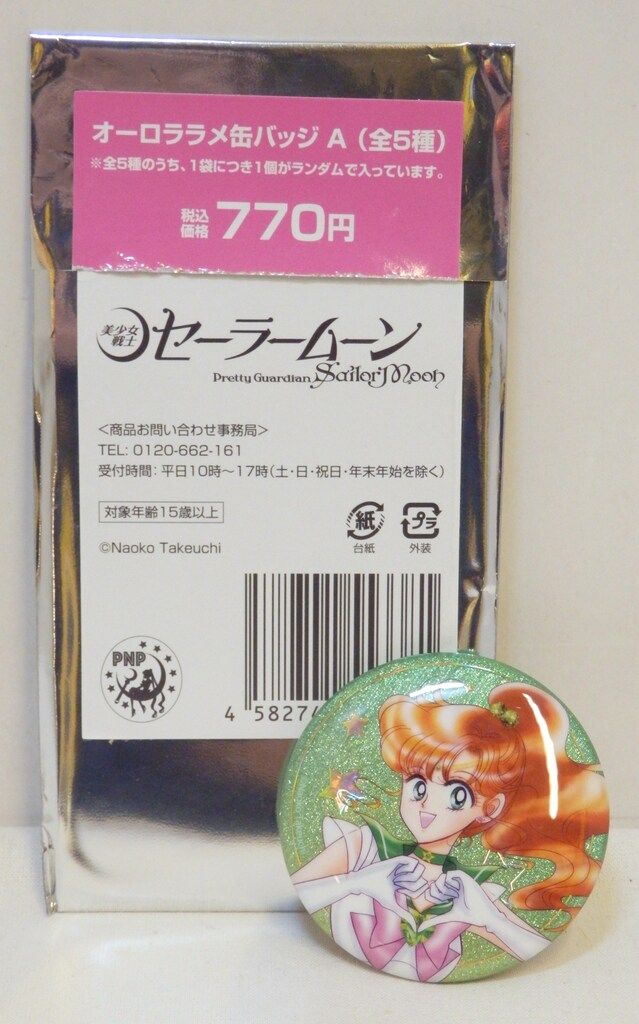 オーロララメ缶バッジ A（全5種）
※全5種のうち、1袋につき1個がランダムで入っています。
税込
価格 770円
美少女
戦士 セーラームーン
Pretty Guardian Sailor Moon
＜商品お問い合わせ事務局＞
TEL: 0120-662-161
受付時間：平日10時～17時（土・日・祝日・年末年始を除く）
対象年齢15歳以上
紙 プラ
台紙 外装
©Naoko Takeuchi
PNP
4 5827